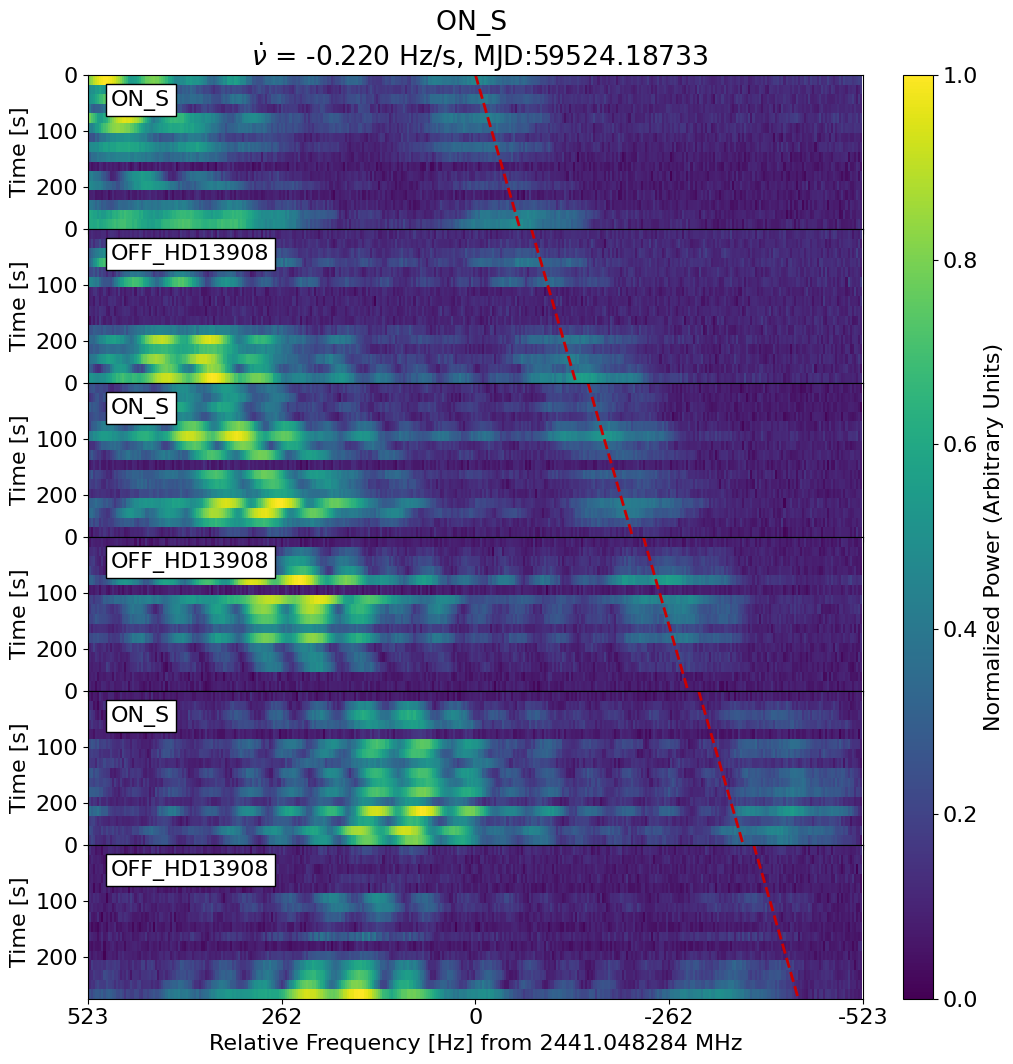 ON_S
ν̇ = -0.220 Hz/s, MJD:59524.18733
0
ON_S
100
Time [s]
200
0
OFF_HD13908
100
Time [s]
200
0
ON_S
100
Time [s]
200
0
OFF_HD13908
100
Time [s]
200
0
ON_S
100
Time [s]
200
0
OFF_HD13908
100
Time [s]
200
523 262 0 -262 -523
Relative Frequency [Hz] from 2441.048284 MHz
1.0
0.8
0.6
0.4
0.2
0.0
Normalized Power (Arbitrary Units)